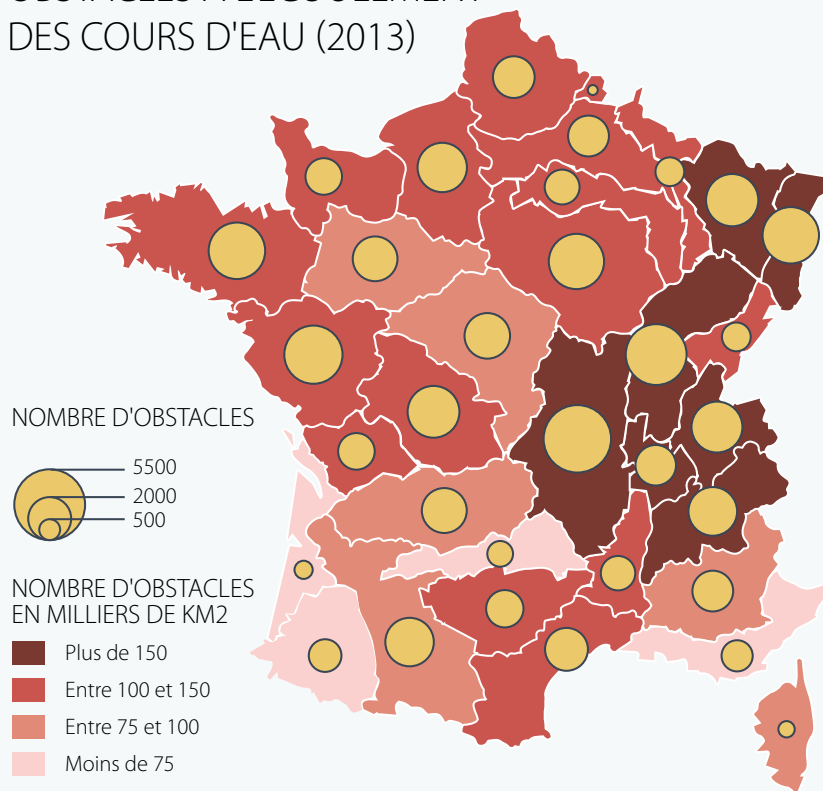 DES COURS D'EAU (2013)
NOMBRE D'OBSTACLES
5500
2000
500
NOMBRE D'OBSTACLES
EN MILLIERS DE KM2
Plus de 150
Entre 100 et 150
Entre 75 et 100
Moins de 75